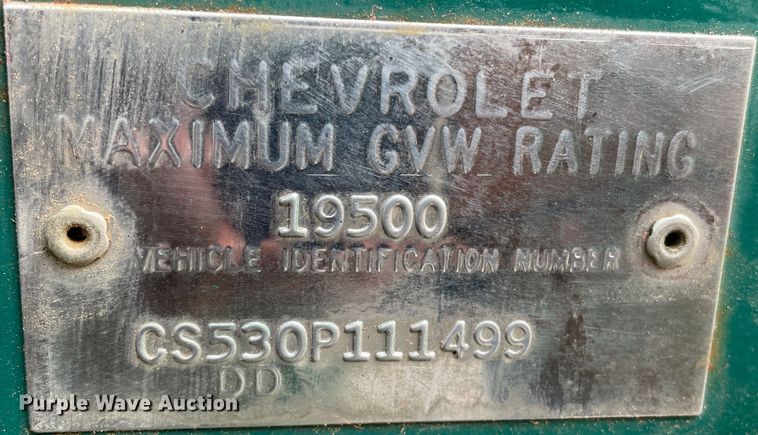 CHEVROLET
MAXIMUM GVW RATING
19500
VEHICLE IDENTIFICATION NUMBER
CS530P111499
DD
Purple Wave Auction